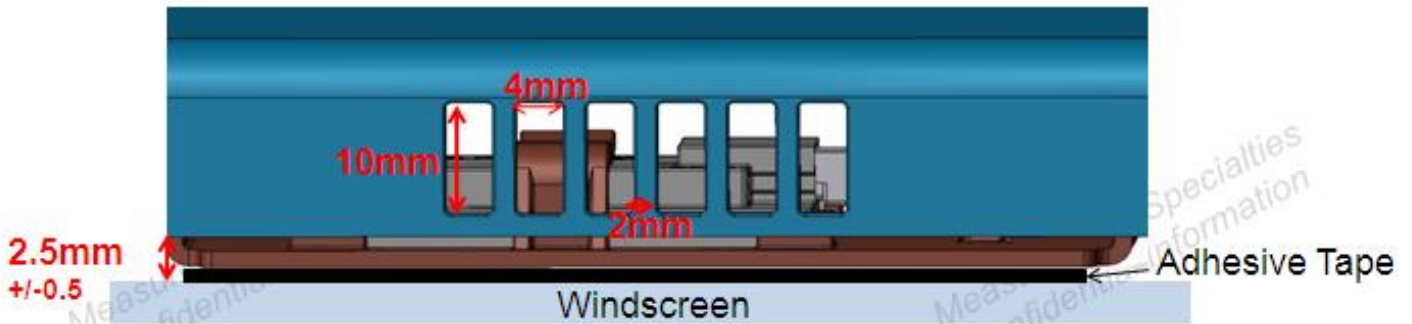 4mm
10mm
2mm
2.5mm
+/-0.5
Adhesive Tape
Windscreen
Specialties
Information